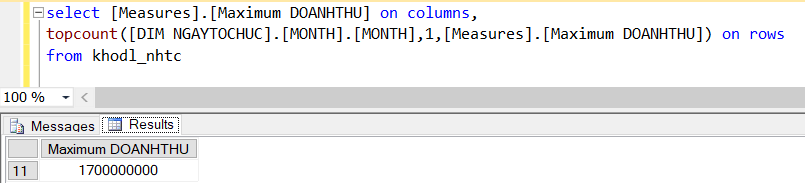 select [Measures].[Maximum DOANHTHU] on columns,
topcount([DIM NGAYTOCHUC].[MONTH].[MONTH],1,[Measures].[Maximum DOANHTHU]) on rows
from khodl_nhtc
100 %
Messages Results
Maximum DOANHTHU
11 1700000000